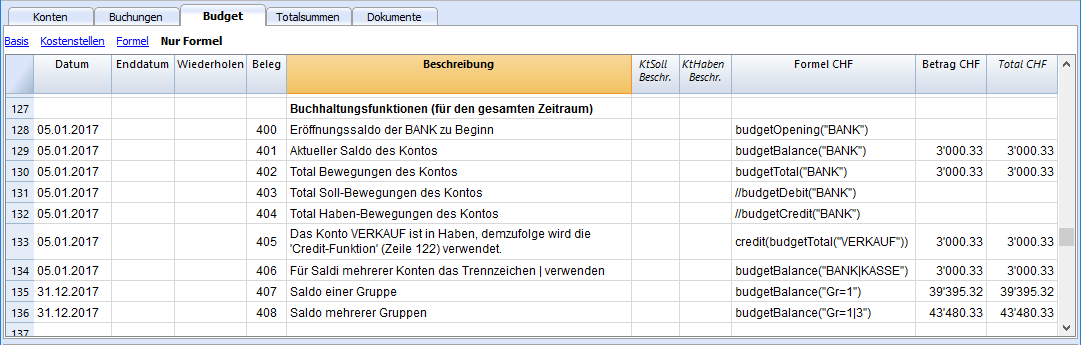 Konten Buchungen Budget Totalsummen Dokumente
Basis Kostenstellen Formel Nur Formel
Datum Enddatum Wiederholen Beleg Beschreibung KtSoll Beschr. KtHaben Beschr. Formel CHF Betrag CHF Total CHF
127 Buchhaltungsfunktionen (für den gesamten Zeitraum)
128 05.01.2017 400 Eröffnungssaldo der BANK zu Beginn budgetOpening("BANK")
129 05.01.2017 401 Aktueller Saldo des Kontos budgetBalance("BANK") 3'000.33 3'000.33
130 05.01.2017 402 Total Bewegungen des Kontos budgetTotal("BANK") 3'000.33 3'000.33
131 05.01.2017 403 Total Soll-Bewegungen des Kontos //budgetDebit("BANK")
132 05.01.2017 404 Total Haben-Bewegungen des Kontos //budgetCredit("BANK")
133 05.01.2017 405 Das Konto VERKAUF ist in Haben, demzufolge wird die
'Credit-Funktion' (Zeile 122) verwendet. credit(budgetTotal("VERKAUF")) 3'000.33 3'000.33
134 05.01.2017 406 Für Saldi mehrerer Konten das Trennzeichen | verwenden budgetBalance("BANK|KASSE") 3'000.33 3'000.33
135 31.12.2017 407 Saldo einer Gruppe budgetBalance("Gr=1") 39'395.32 39'395.32
136 31.12.2017 408 Saldo mehrerer Gruppen budgetBalance("Gr=1|3") 43'480.33 43'480.33
137